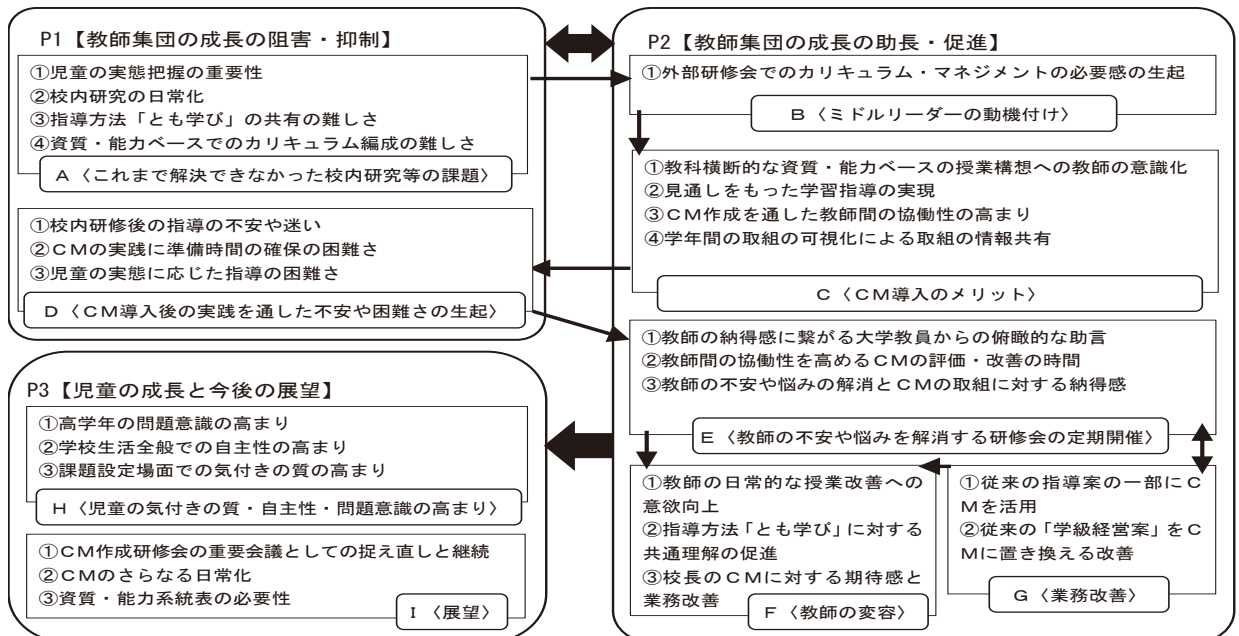 P1【教師集団の成長の阻害・抑制】
①児童の実態把握の重要性
②校内研究の日常化
③指導方法「とも学び」の共有の難しさ
④資質・能力ベースでのカリキュラム編成の難しさ
A〈これまで解決できなかった校内研究等の課題〉
①校内研修後の指導の不安や迷い
②CMの実践に準備時間の確保の困難さ
③児童の実態に応じた指導の困難さ
D〈CM導入後の実践を通した不安や困難さの生起〉
P2【教師集団の成長の助長・促進】
①外部研修会でのカリキュラム・マネジメントの必要感の生起
B〈ミドルリーダーの動機付け〉
①教科横断的な資質・能力ベースの授業構想への教師の意識化
②見通しをもった学習指導の実現
③CM作成を通した教師間の協働性の高まり
④学年間の取組の可視化による取組の情報共有
C〈CM導入のメリット〉
①教師の納得感に繋がる大学教員からの俯瞰的な助言
②教師間の協働性を高めるCMの評価・改善の時間
③教師の不安や悩みの解消とCMの取組に対する納得感
E〈教師の不安や悩みを解消する研修会の定期開催〉
①教師の日常的な授業改善への
意欲向上
②指導方法「とも学び」に対する
共通理解の促進
③校長のCMに対する期待感と
業務改善
F〈教師の変容〉
①従来の指導案の一部にC
Mを活用
②従来の「学級経営案」をC
Mに置き換える改善
G〈業務改善〉
P3【児童の成長と今後の展望】
①高学年の問題意識の高まり
②学校生活全般での自主性の高まり
③課題設定場面での気付きの質の高まり
H〈児童の気付きの質・自主性・問題意識の高まり〉
①CM作成研修会の重要会議としての捉え直しと継続
②CMのさらなる日常化
③資質・能力系統表の必要性
I〈展望〉